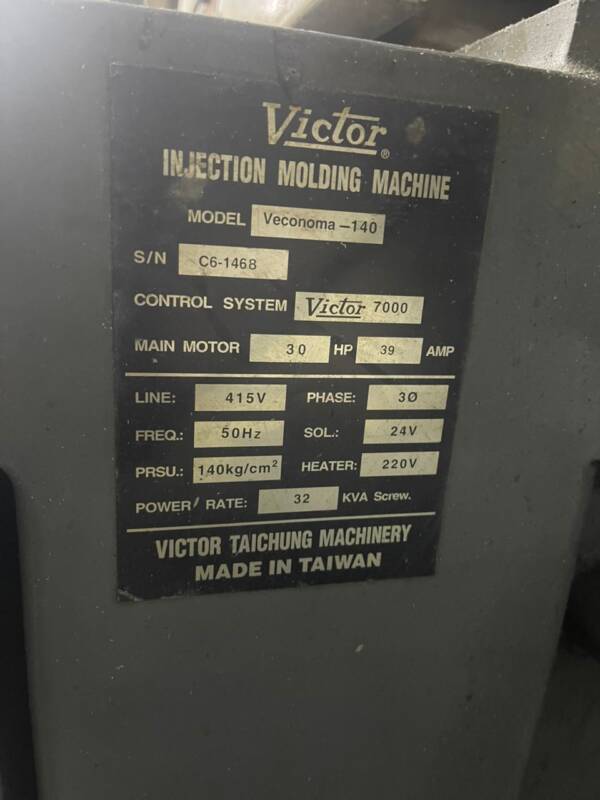 Victor®
INJECTION MOLDING MACHINE
MODEL Veconoma-140
S/N C6-1468
CONTROL SYSTEM Victor 7000
MAIN MOTOR 30 HP 39 AMP
LINE: 415V PHASE: 3Ø
FREQ.: 50Hz SOL.: 24V
PRSU.: 140kg/cm² HEATER: 220V
POWER/ RATE: 32 KVA Screw.
VICTOR TAICHUNG MACHINERY
MADE IN TAIWAN